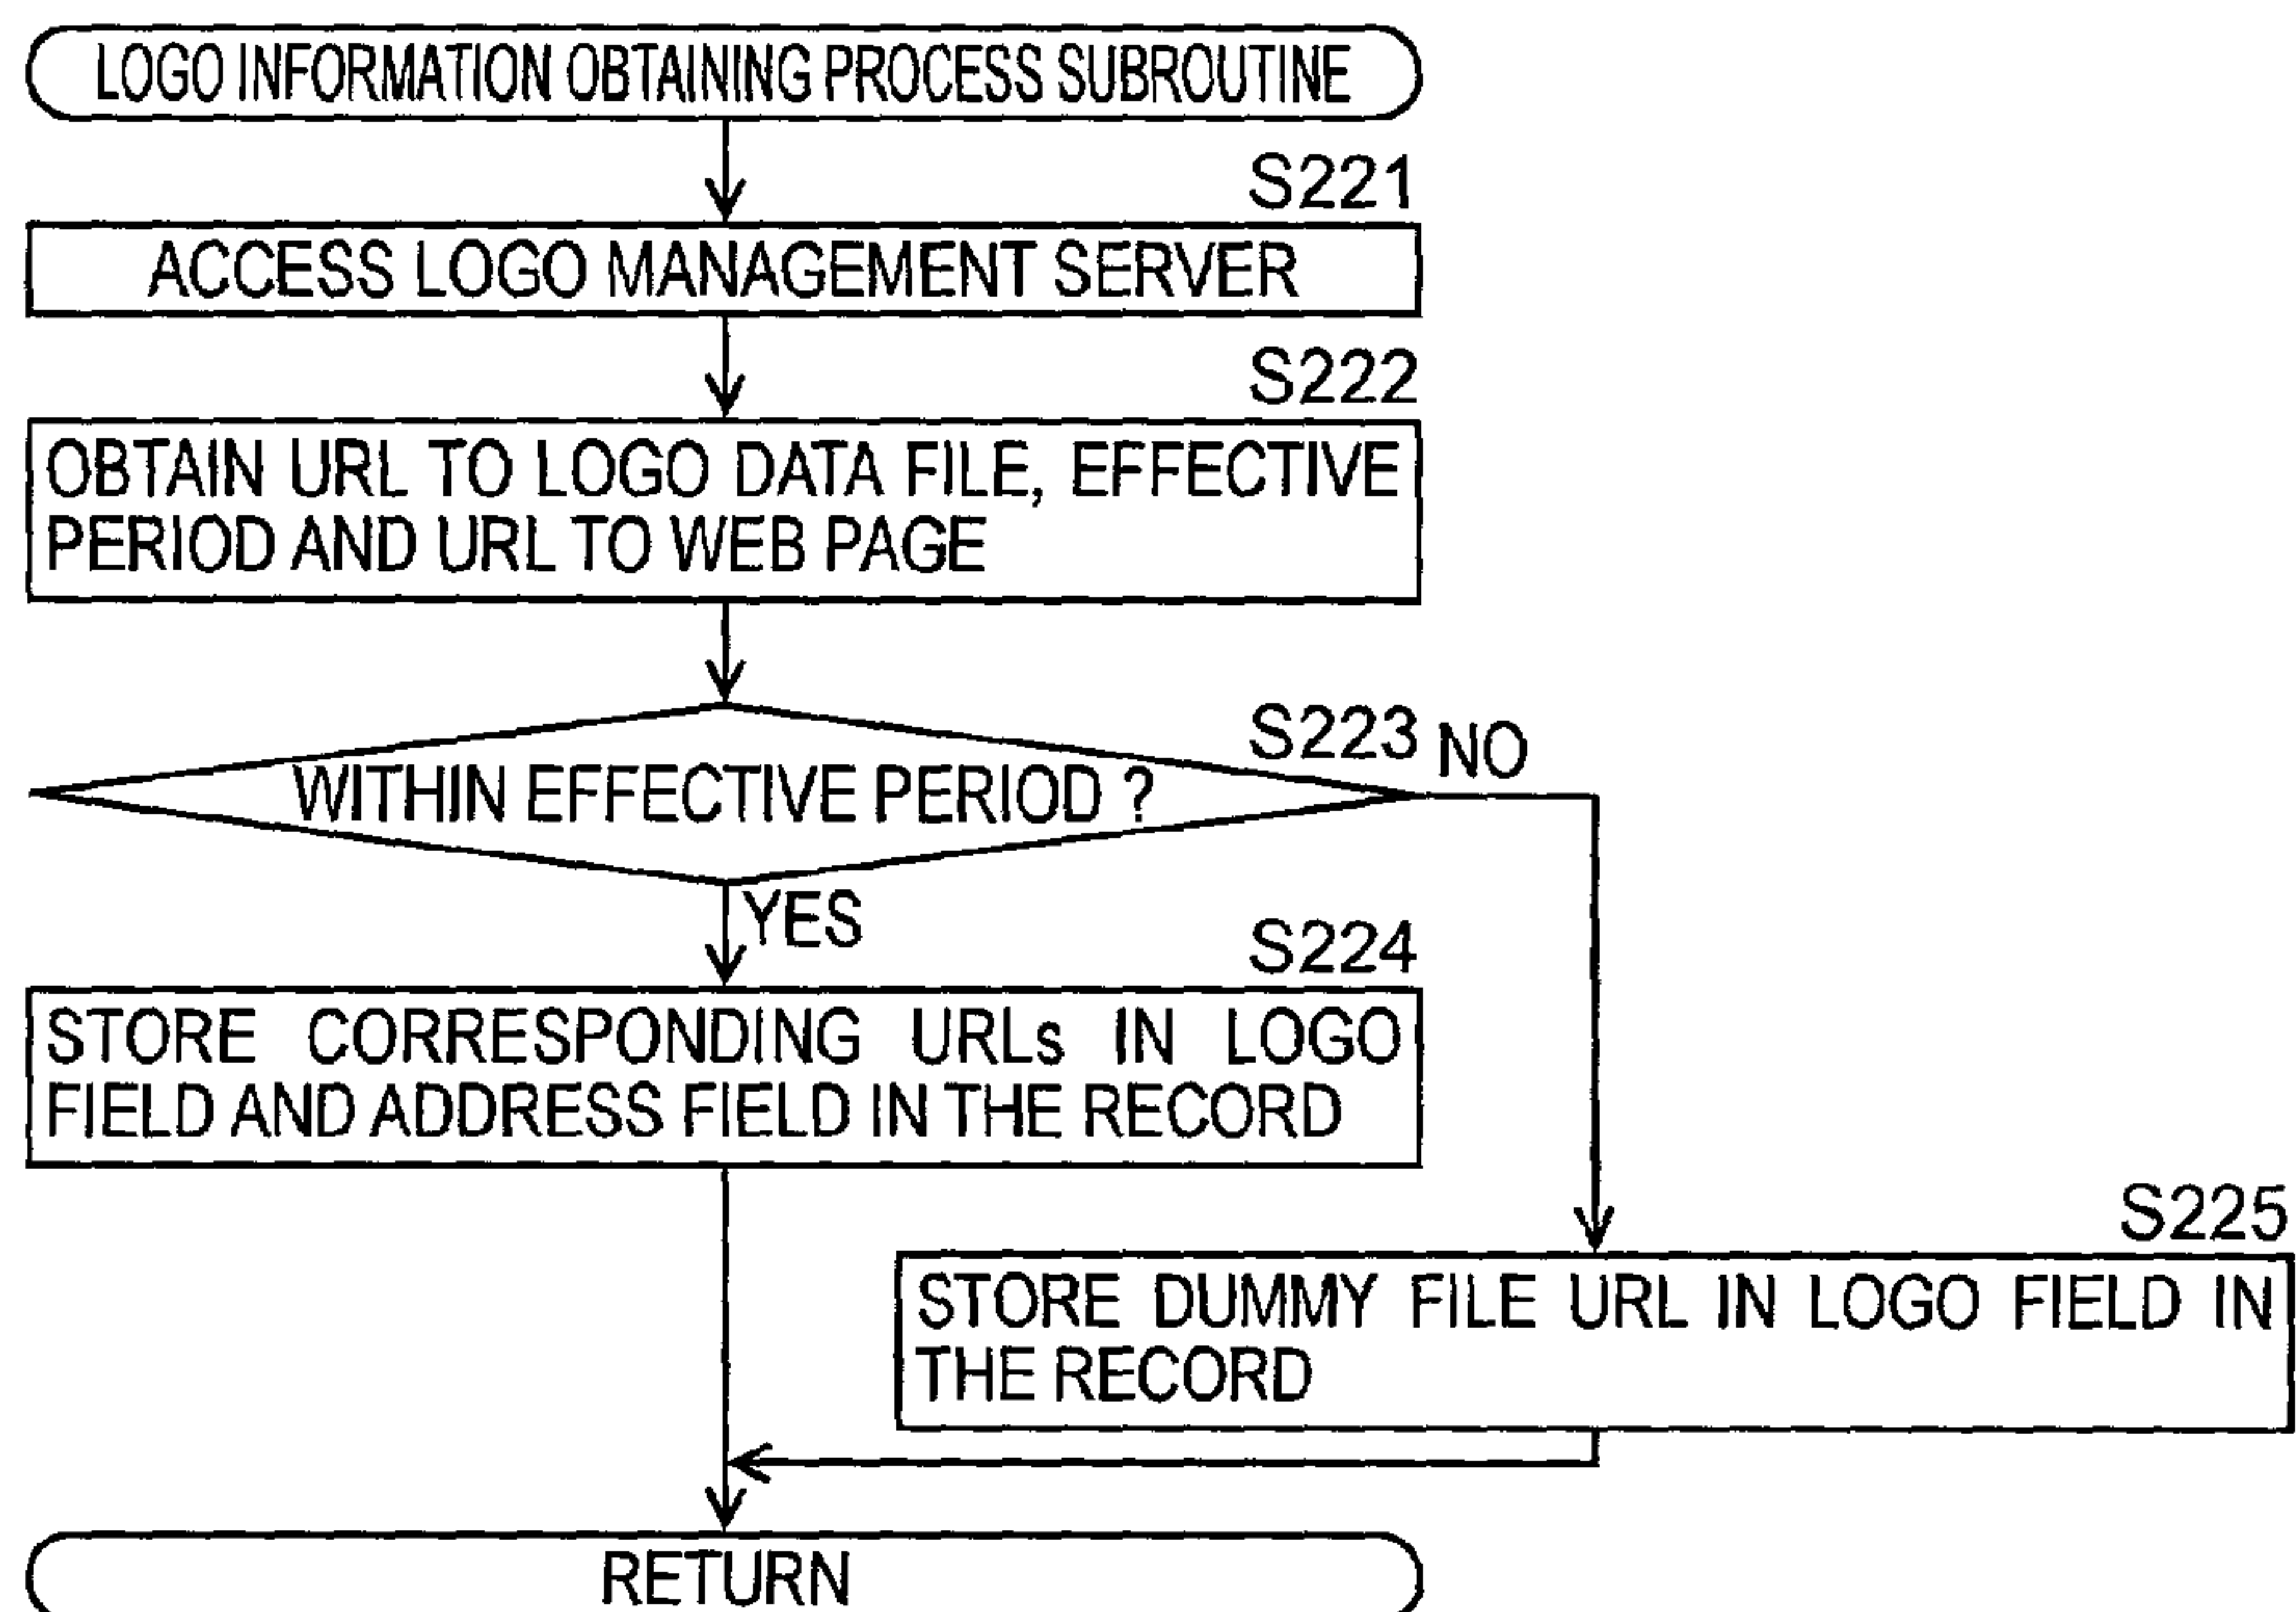 LOGO INFORMATION OBTAINING PROCESS SUBROUTINE
S221
ACCESS LOGO MANAGEMENT SERVER
S222
OBTAIN URL TO LOGO DATA FILE, EFFECTIVE
PERIOD AND URL TO WEB PAGE
S223 NO
WITHIN EFFECTIVE PERIOD ?
YES
S224
STORE CORRESPONDING URLs IN LOGO
FIELD AND ADDRESS FIELD IN THE RECORD
S225
STORE DUMMY FILE URL IN LOGO FIELD IN
THE RECORD
RETURN